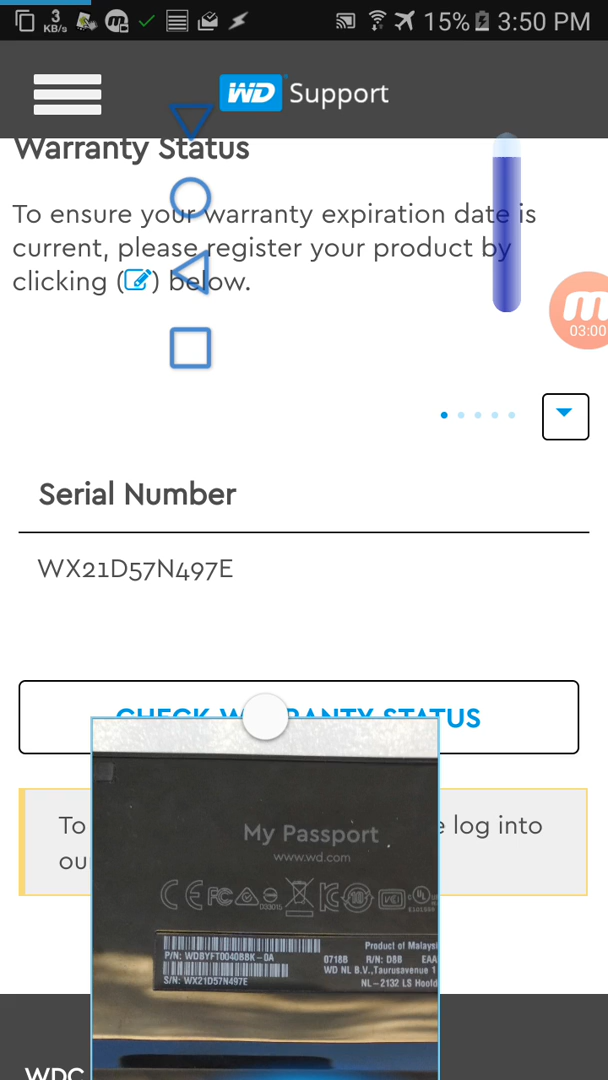 3
KB/s
15% 3:50 PM
WD Support
Warranty Status
To ensure your warranty expiration date is
current, please register your product by
clicking ( ) below.
03:00
Serial Number
WX21D57N497E
CHECK WARRANTY STATUS
To
e log into
ou
My Passport
www.wd.com
Product of Malaysi
P/N: WDBYFT0040BBK-0A
0718B R/N: D8B EAA
WD NL B.V.,Taurusavenue 1
S/N: WX21D57N497E
NL-2132 LS Hoofd
WDC